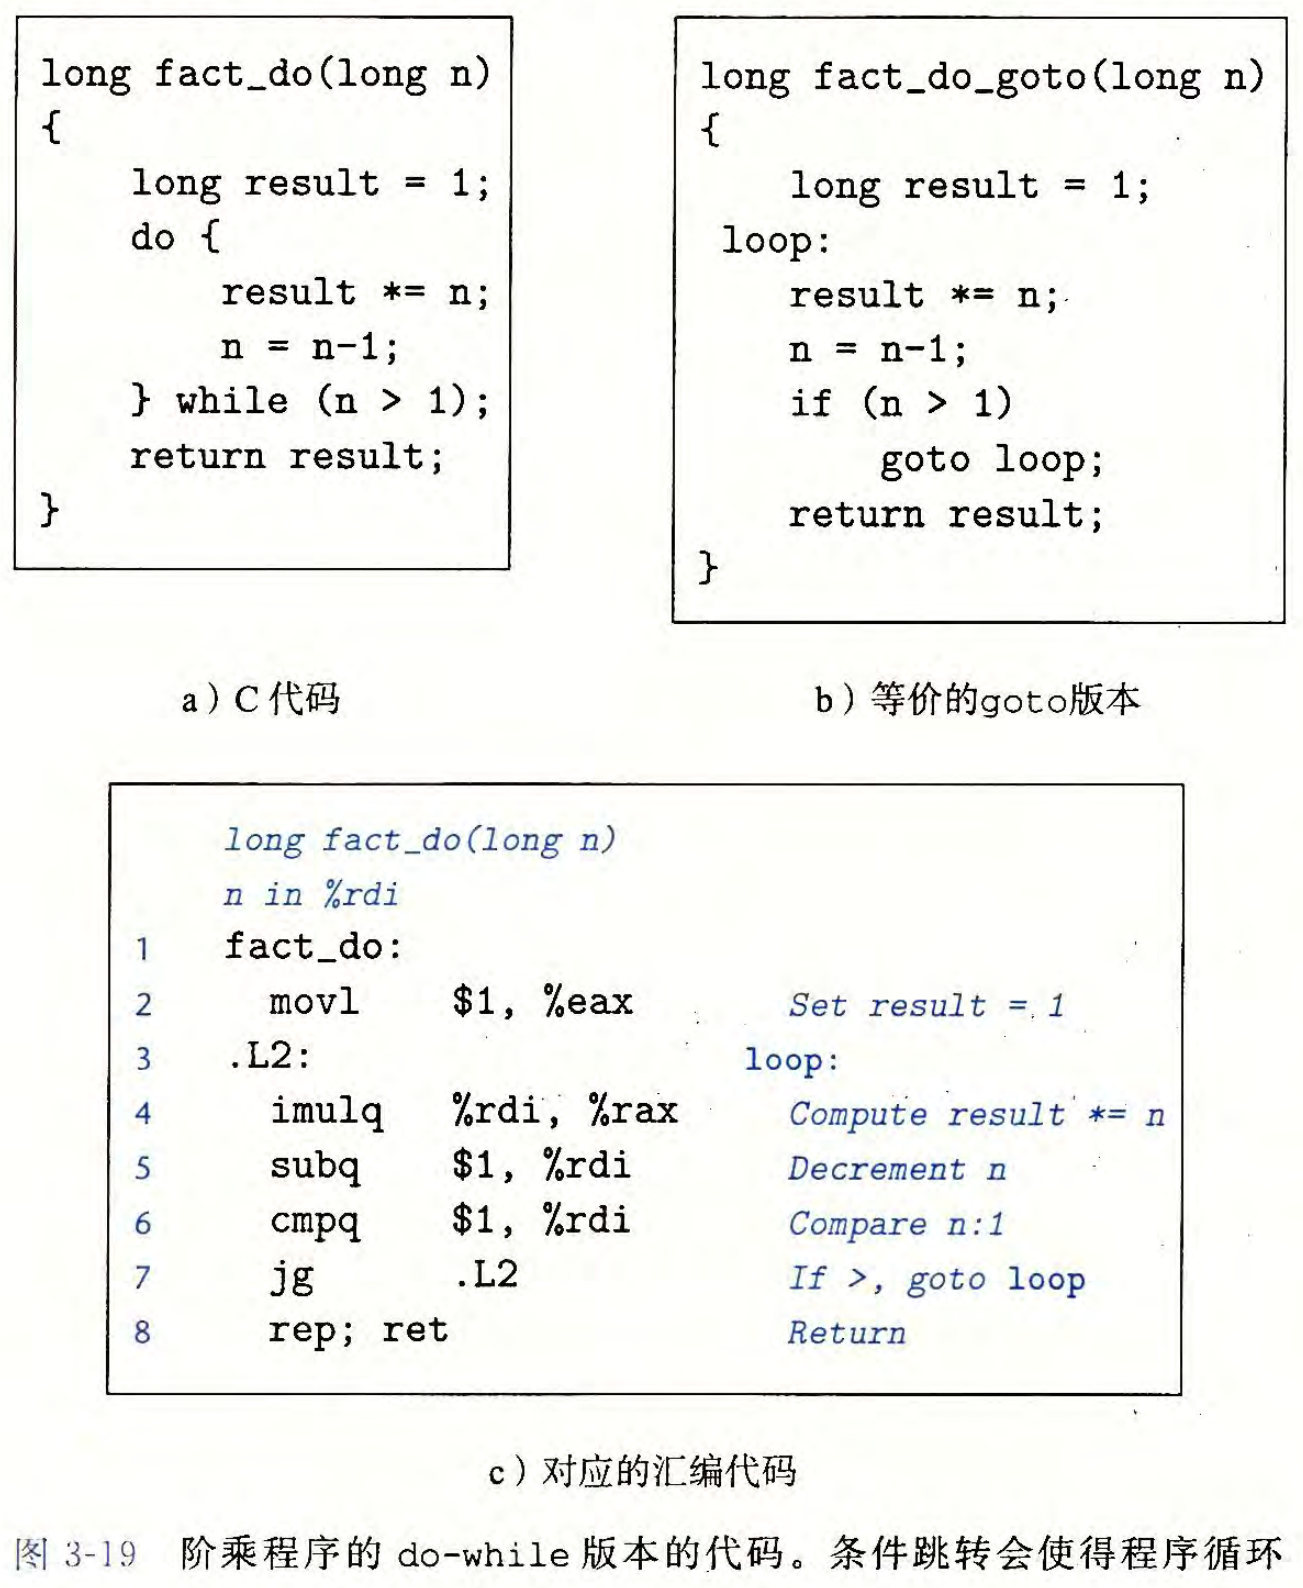 long fact_do(long n)
{
    long result = 1;
    do {
        result *= n;
        n = n-1;
    } while (n > 1);
    return result;
}
a) C 代码
long fact_do_goto(long n)
{
    long result = 1;
 loop:
    result *= n;
    n = n-1;
    if (n > 1)
        goto loop;
    return result;
}
b) 等价的goto版本
long fact_do(long n)
n in %rdi
1 fact_do:
2 movl $1, %eax Set result = 1
3 .L2: loop:
4 imulq %rdi, %rax Compute result *= n
5 subq $1, %rdi Decrement n
6 cmpq $1, %rdi Compare n:1
7 jg .L2 If >, goto loop
8 rep; ret Return
c) 对应的汇编代码
图 3-19 阶乘程序的 do-while 版本的代码。条件跳转会使得程序循环